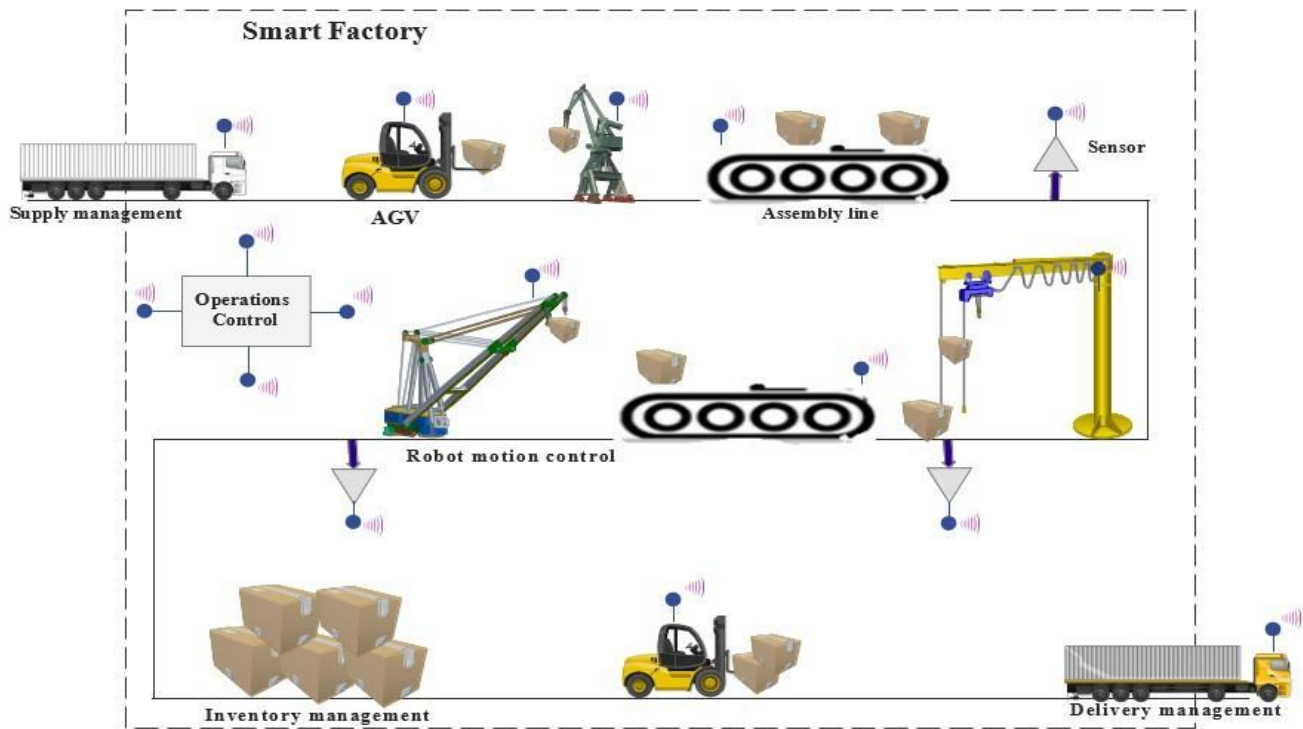 Smart Factory
Sensor
Supply management
AGV
Assembly line
Operations
Control
Robot motion control
Inventory management
Delivery management